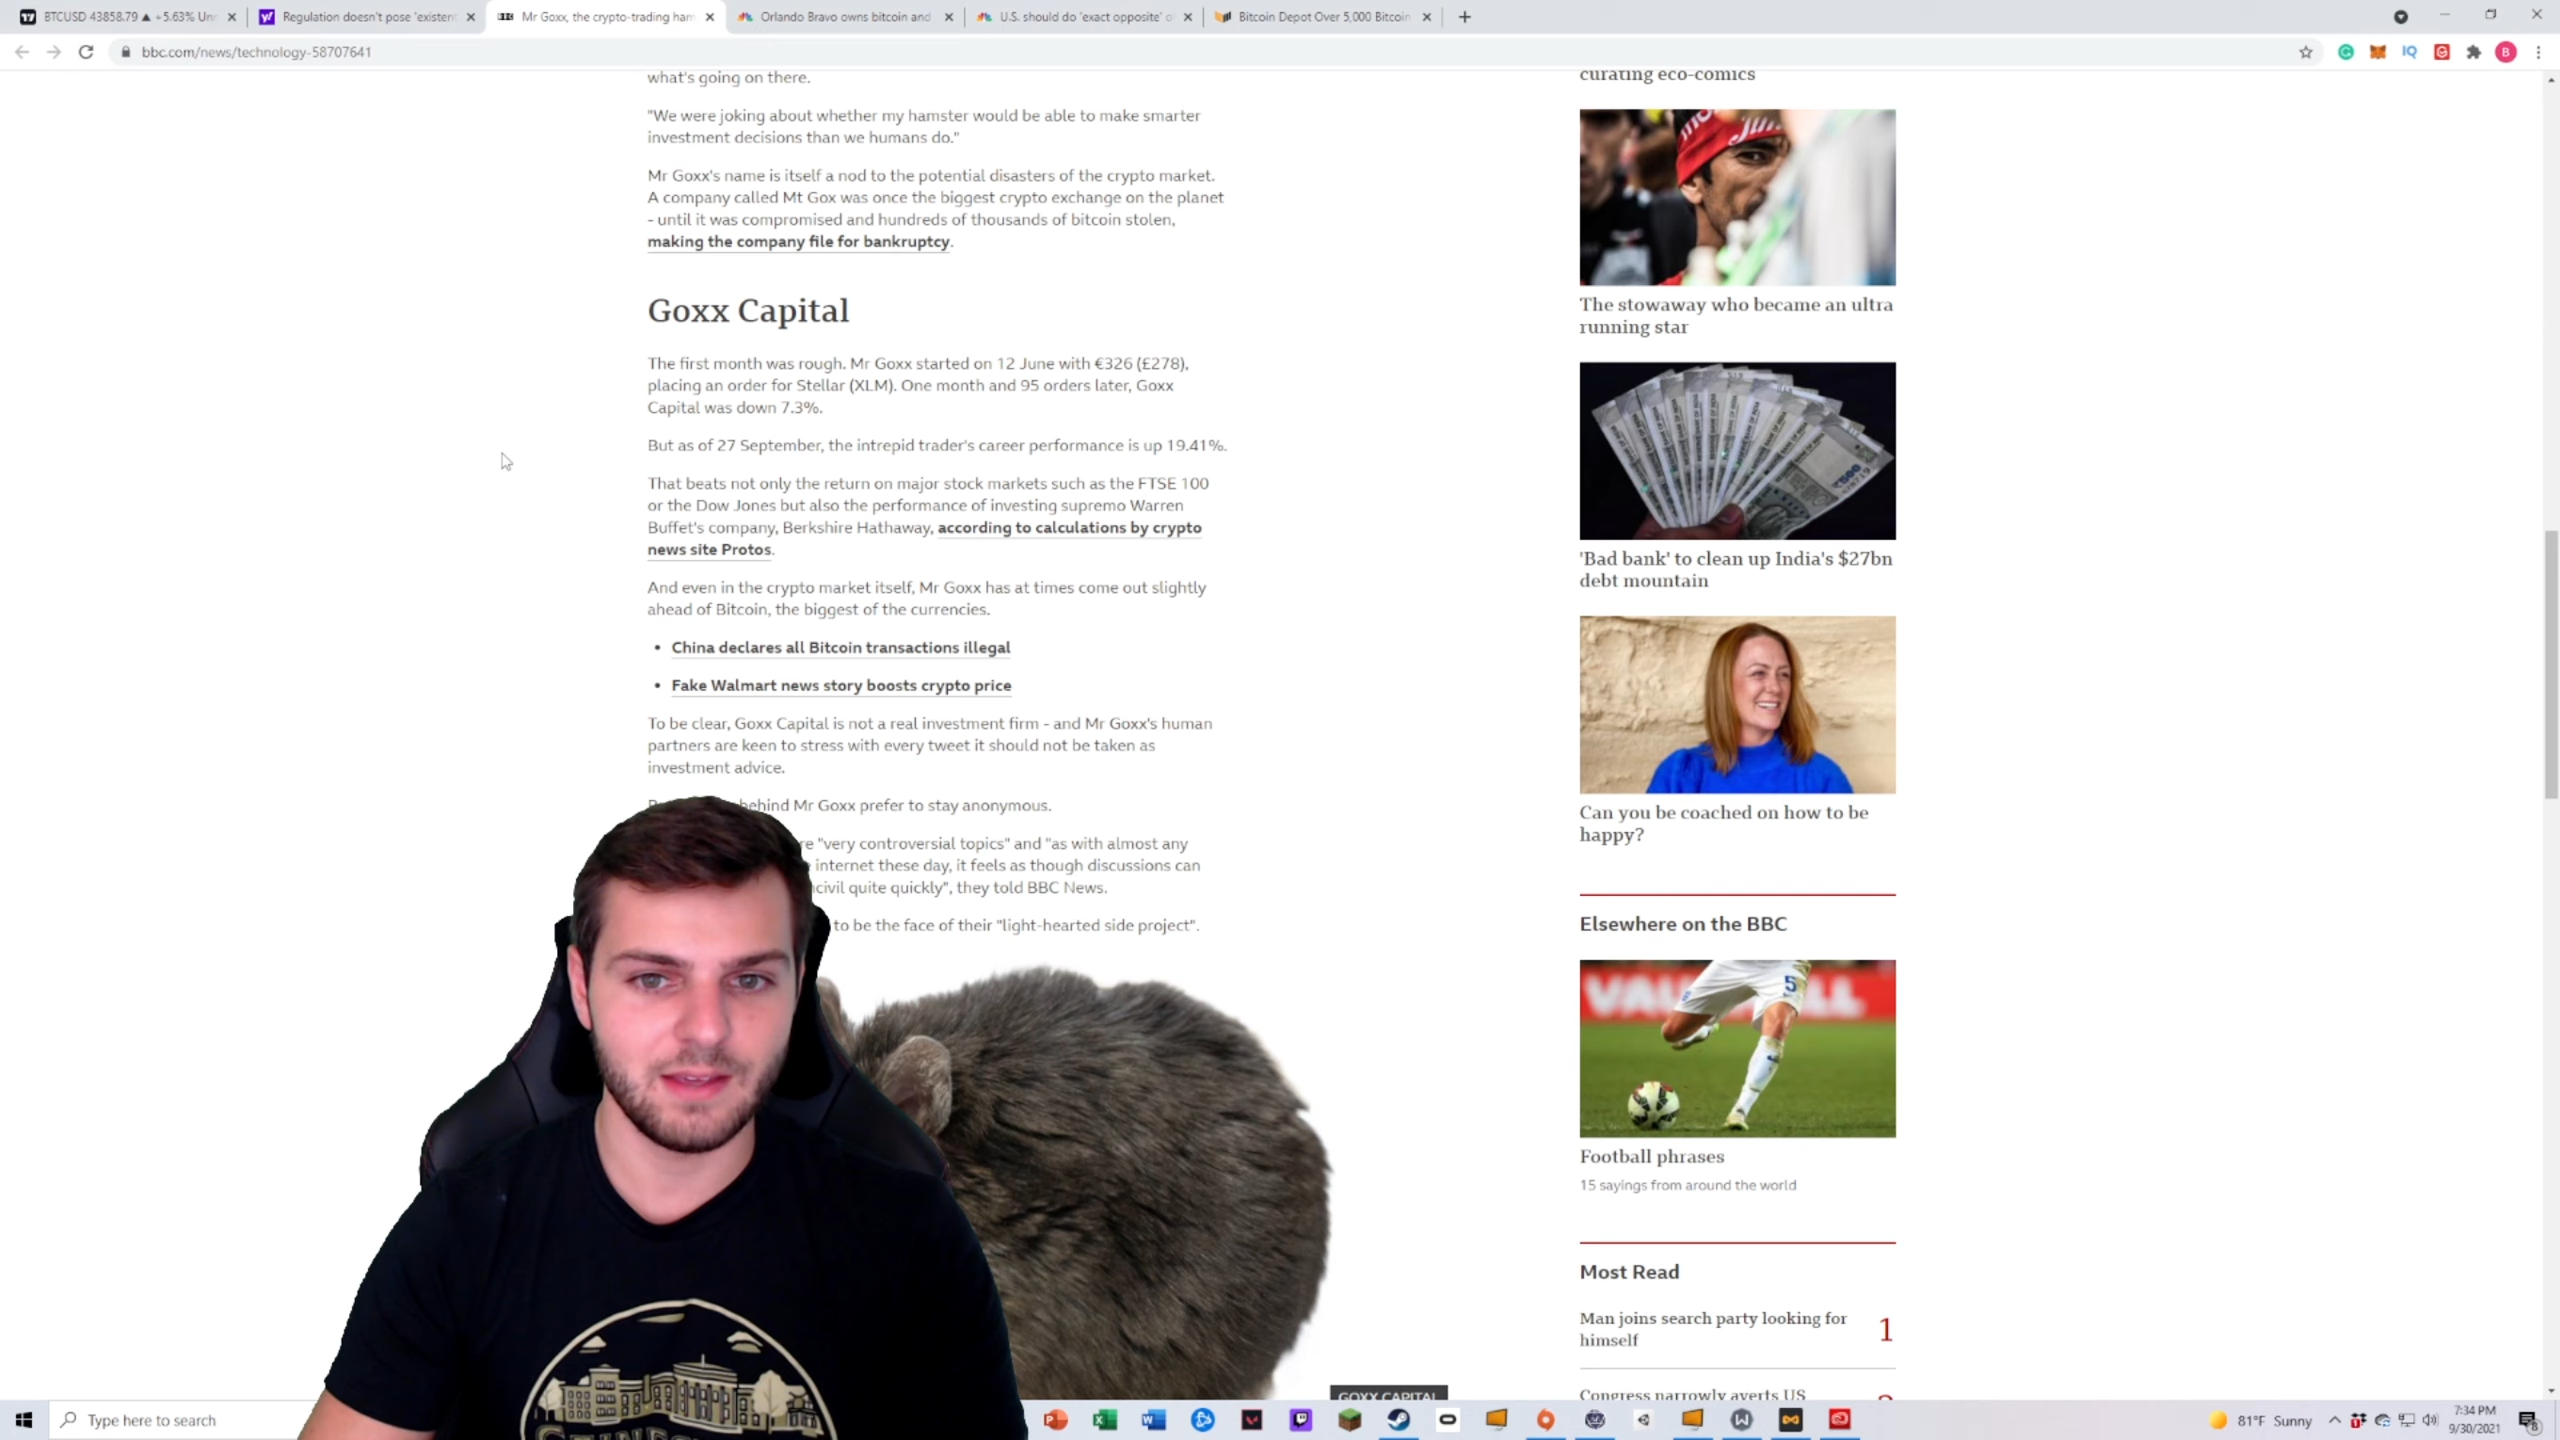 BTCUSD 43858.79 ▲ +5.63% Un
Regulation doesn't pose 'existent
Mr Goxx, the crypto-trading ham
Orlando Bravo owns bitcoin and
U.S. should do 'exact opposite' o
Bitcoin Depot Over 5,000 Bitcoin
bbc.com/news/technology-58707641
what's going on there.
"We were joking about whether my hamster would be able to make smarter
investment decisions than we humans do."
Mr Goxx's name is itself a nod to the potential disasters of the crypto market.
A company called Mt Gox was once the biggest crypto exchange on the planet
- until it was compromised and hundreds of thousands of bitcoin stolen,
making the company file for bankruptcy.
Goxx Capital
The first month was rough. Mr Goxx started on 12 June with €326 (£278),
placing an order for Stellar (XLM). One month and 95 orders later, Goxx
Capital was down 7.3%.
But as of 27 September, the intrepid trader's career performance is up 19.41%.
That beats not only the return on major stock markets such as the FTSE 100
or the Dow Jones but also the performance of investing supremo Warren
Buffet's company, Berkshire Hathaway, according to calculations by crypto
news site Protos.
And even in the crypto market itself, Mr Goxx has at times come out slightly
ahead of Bitcoin, the biggest of the currencies.
• China declares all Bitcoin transactions illegal
• Fake Walmart news story boosts crypto price
To be clear, Goxx Capital is not a real investment firm - and Mr Goxx's human
partners are keen to stress with every tweet it should not be taken as
investment advice.
behind Mr Goxx prefer to stay anonymous.
"very controversial topics" and "as with almost any
internet these day, it feels as though discussions can
quite quickly", they told BBC News.
to be the face of their "light-hearted side project".
GOXX CAPITAL
curating eco-comics
The stowaway who became an ultra
running star
'Bad bank' to clean up India's $27bn
debt mountain
Can you be coached on how to be
happy?
Elsewhere on the BBC
5
Football phrases
15 sayings from around the world
Most Read
Man joins search party looking for
himself
1
Congress narrowly averts US
Type here to search
81°F Sunny
7:34 PM
9/30/2021